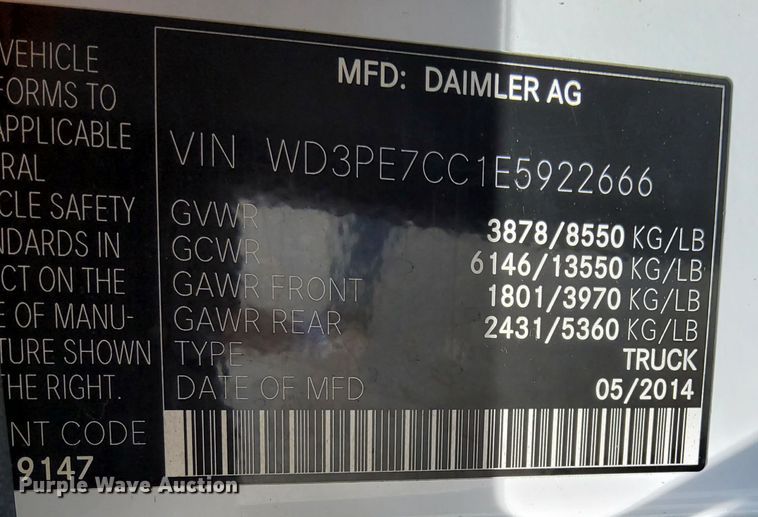 VEHICLE
FORMS TO
APPLICABLE
RAL
CLE SAFETY
NDARDS IN
CT ON THE
E OF MANU-
TURE SHOWN
THE RIGHT.
NT CODE
9147
MFD: DAIMLER AG
VIN WD3PE7CC1E5922666
GVWR 3878/8550 KG/LB
GCWR 6146/13550 KG/LB
GAWR FRONT 1801/3970 KG/LB
GAWR REAR 2431/5360 KG/LB
TYPE TRUCK
DATE OF MFD 05/2014
Purple Wave Auction